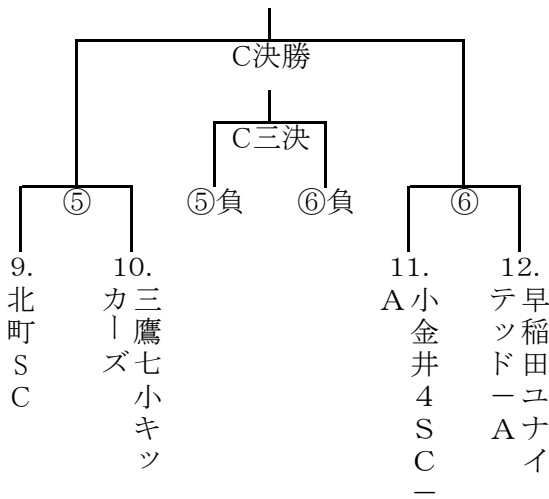 C決勝
C三決
⑤
⑤負
⑥負
⑥
9.
10.
11.
12.
北町SC
三鷹七小キッ
カーズ
小金井4SC－
A
早稲田ユナイ
テッド－A